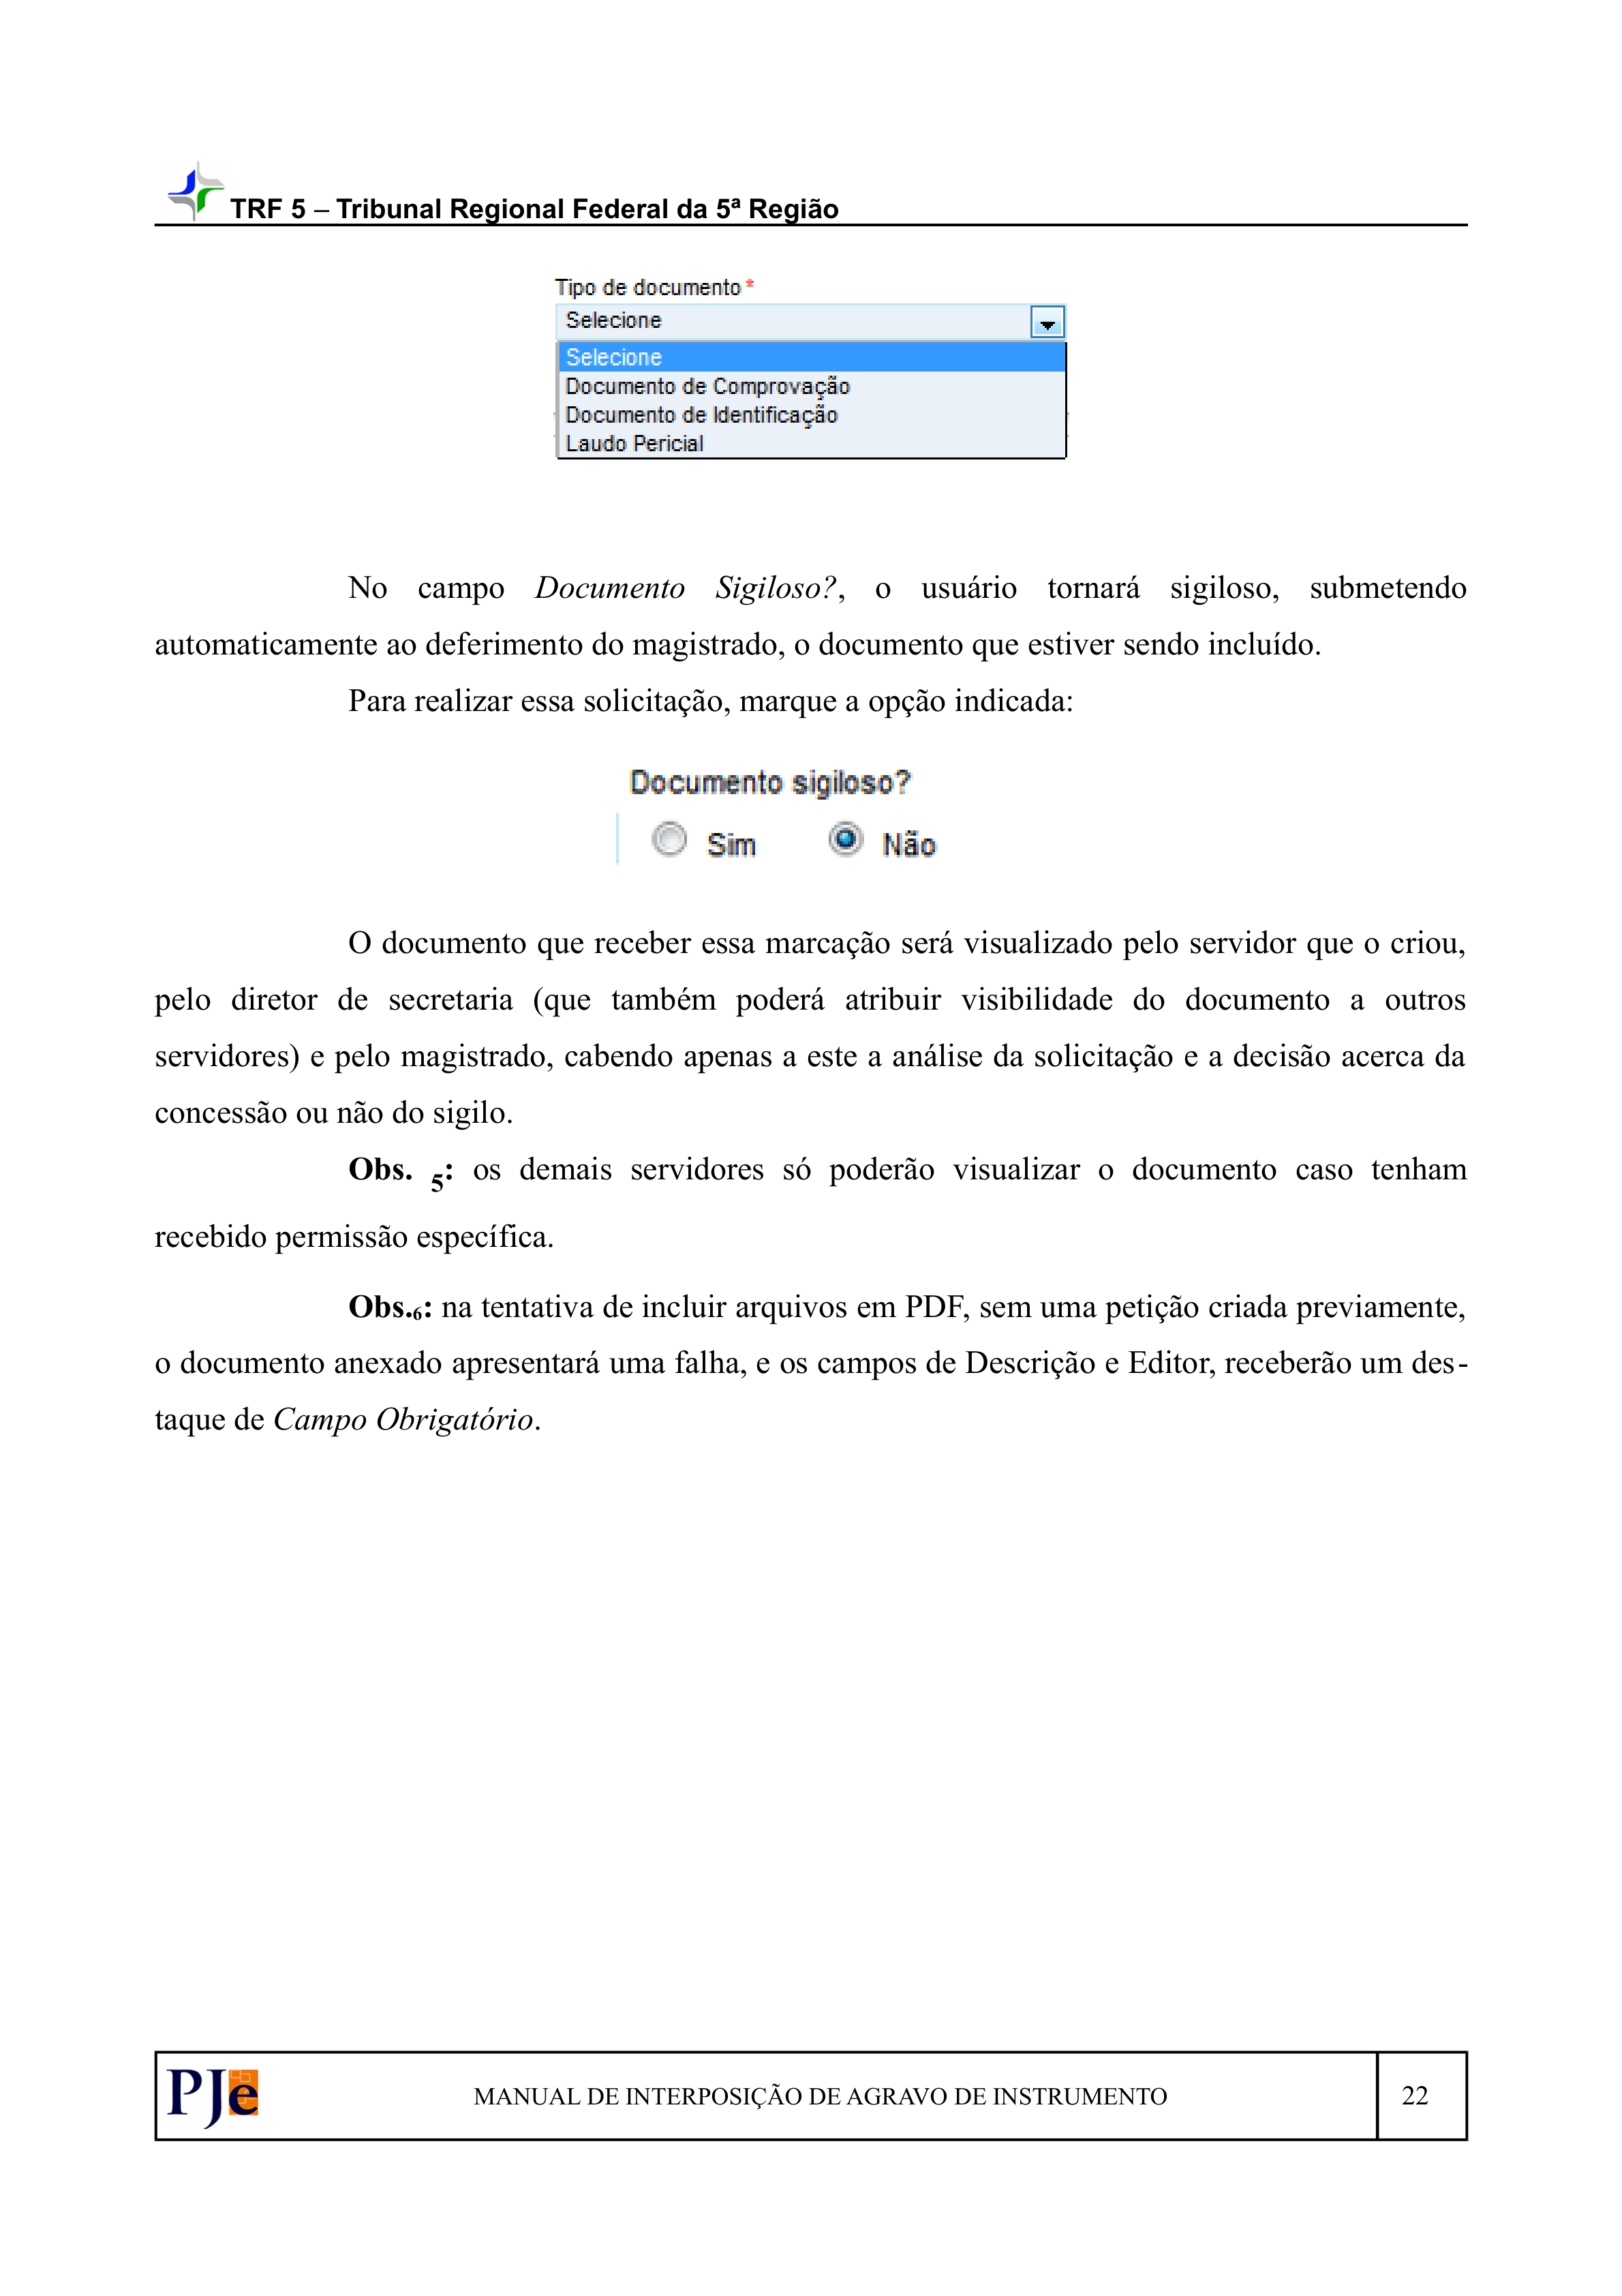 TRF 5 – Tribunal Regional Federal da 5ª Região
Tipo de documento *
Selecione
Selecione
Documento de Comprovação
Documento de Identificação
Laudo Pericial
No campo Documento Sigiloso?, o usuário tornará sigiloso, submetendo
automaticamente ao deferimento do magistrado, o documento que estiver sendo incluído.
Para realizar essa solicitação, marque a opção indicada:
Documento sigiloso?
Sim Não
O documento que receber essa marcação será visualizado pelo servidor que o criou,
pelo diretor de secretaria (que também poderá atribuir visibilidade do documento a outros
servidores) e pelo magistrado, cabendo apenas a este a análise da solicitação e a decisão acerca da
concessão ou não do sigilo.
Obs. 5: os demais servidores só poderão visualizar o documento caso tenham
recebido permissão específica.
Obs.6: na tentativa de incluir arquivos em PDF, sem uma petição criada previamente,
o documento anexado apresentará uma falha, e os campos de Descrição e Editor, receberão um des-
taque de Campo Obrigatório.
PJe MANUAL DE INTERPOSIÇÃO DE AGRAVO DE INSTRUMENTO 22